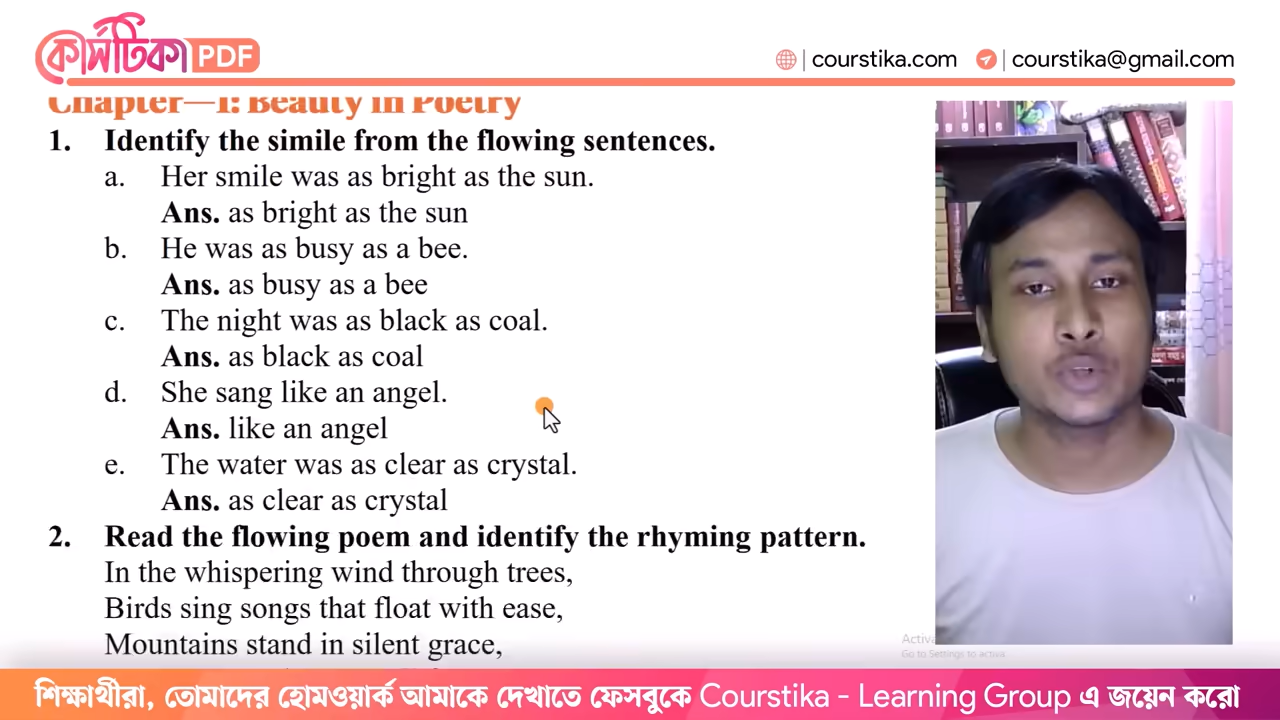 কোর্সটিকা PDF
courstika.com
courstika@gmail.com
Chapter—1: Beauty in Poetry
1. Identify the simile from the flowing sentences.
a. Her smile was as bright as the sun.
Ans. as bright as the sun
b. He was as busy as a bee.
Ans. as busy as a bee
c. The night was as black as coal.
Ans. as black as coal
d. She sang like an angel.
Ans. like an angel
e. The water was as clear as crystal.
Ans. as clear as crystal
2. Read the flowing poem and identify the rhyming pattern.
In the whispering wind through trees,
Birds sing songs that float with ease,
Mountains stand in silent grace,
Activa
Go to Settings to activa
শিক্ষার্থীরা, তোমাদের হোমওয়ার্ক আমাকে দেখাতে ফেসবুকে Courstika - Learning Group এ জয়েন করো